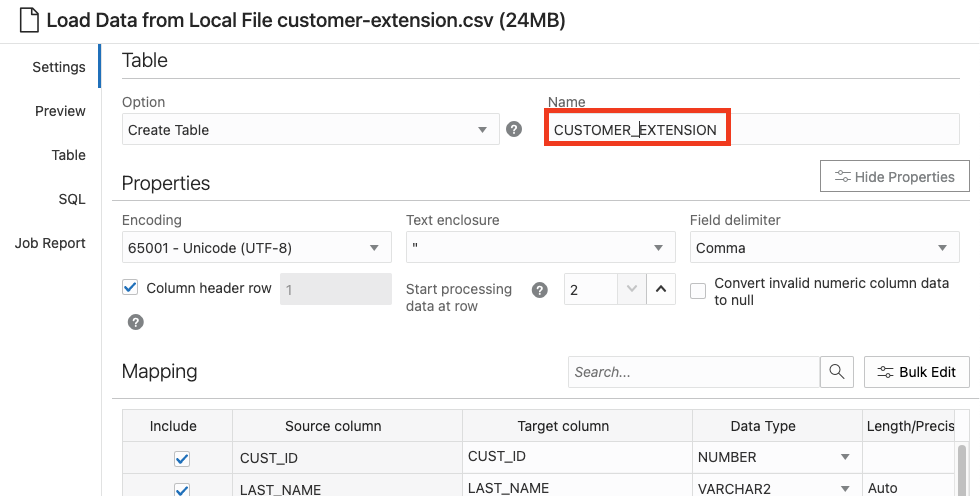 Load Data from Local File customer-extension.csv (24MB)
Settings
Preview
Table
SQL
Job Report
Table
Option
Name
Create Table
?
CUSTOMER_EXTENSION
Properties
Hide Properties
Encoding
Text enclosure
Field delimiter
65001 - Unicode (UTF-8)
"
Comma
Column header row
1
?
Start processing
data at row
?
2
Convert invalid numeric column data
to null
Mapping
Search...
Bulk Edit
Include
Source column
Target column
Data Type
Length/Precis
CUST_ID
CUST_ID
NUMBER
LAST_NAME
LAST_NAME
VARCHAR2
Auto